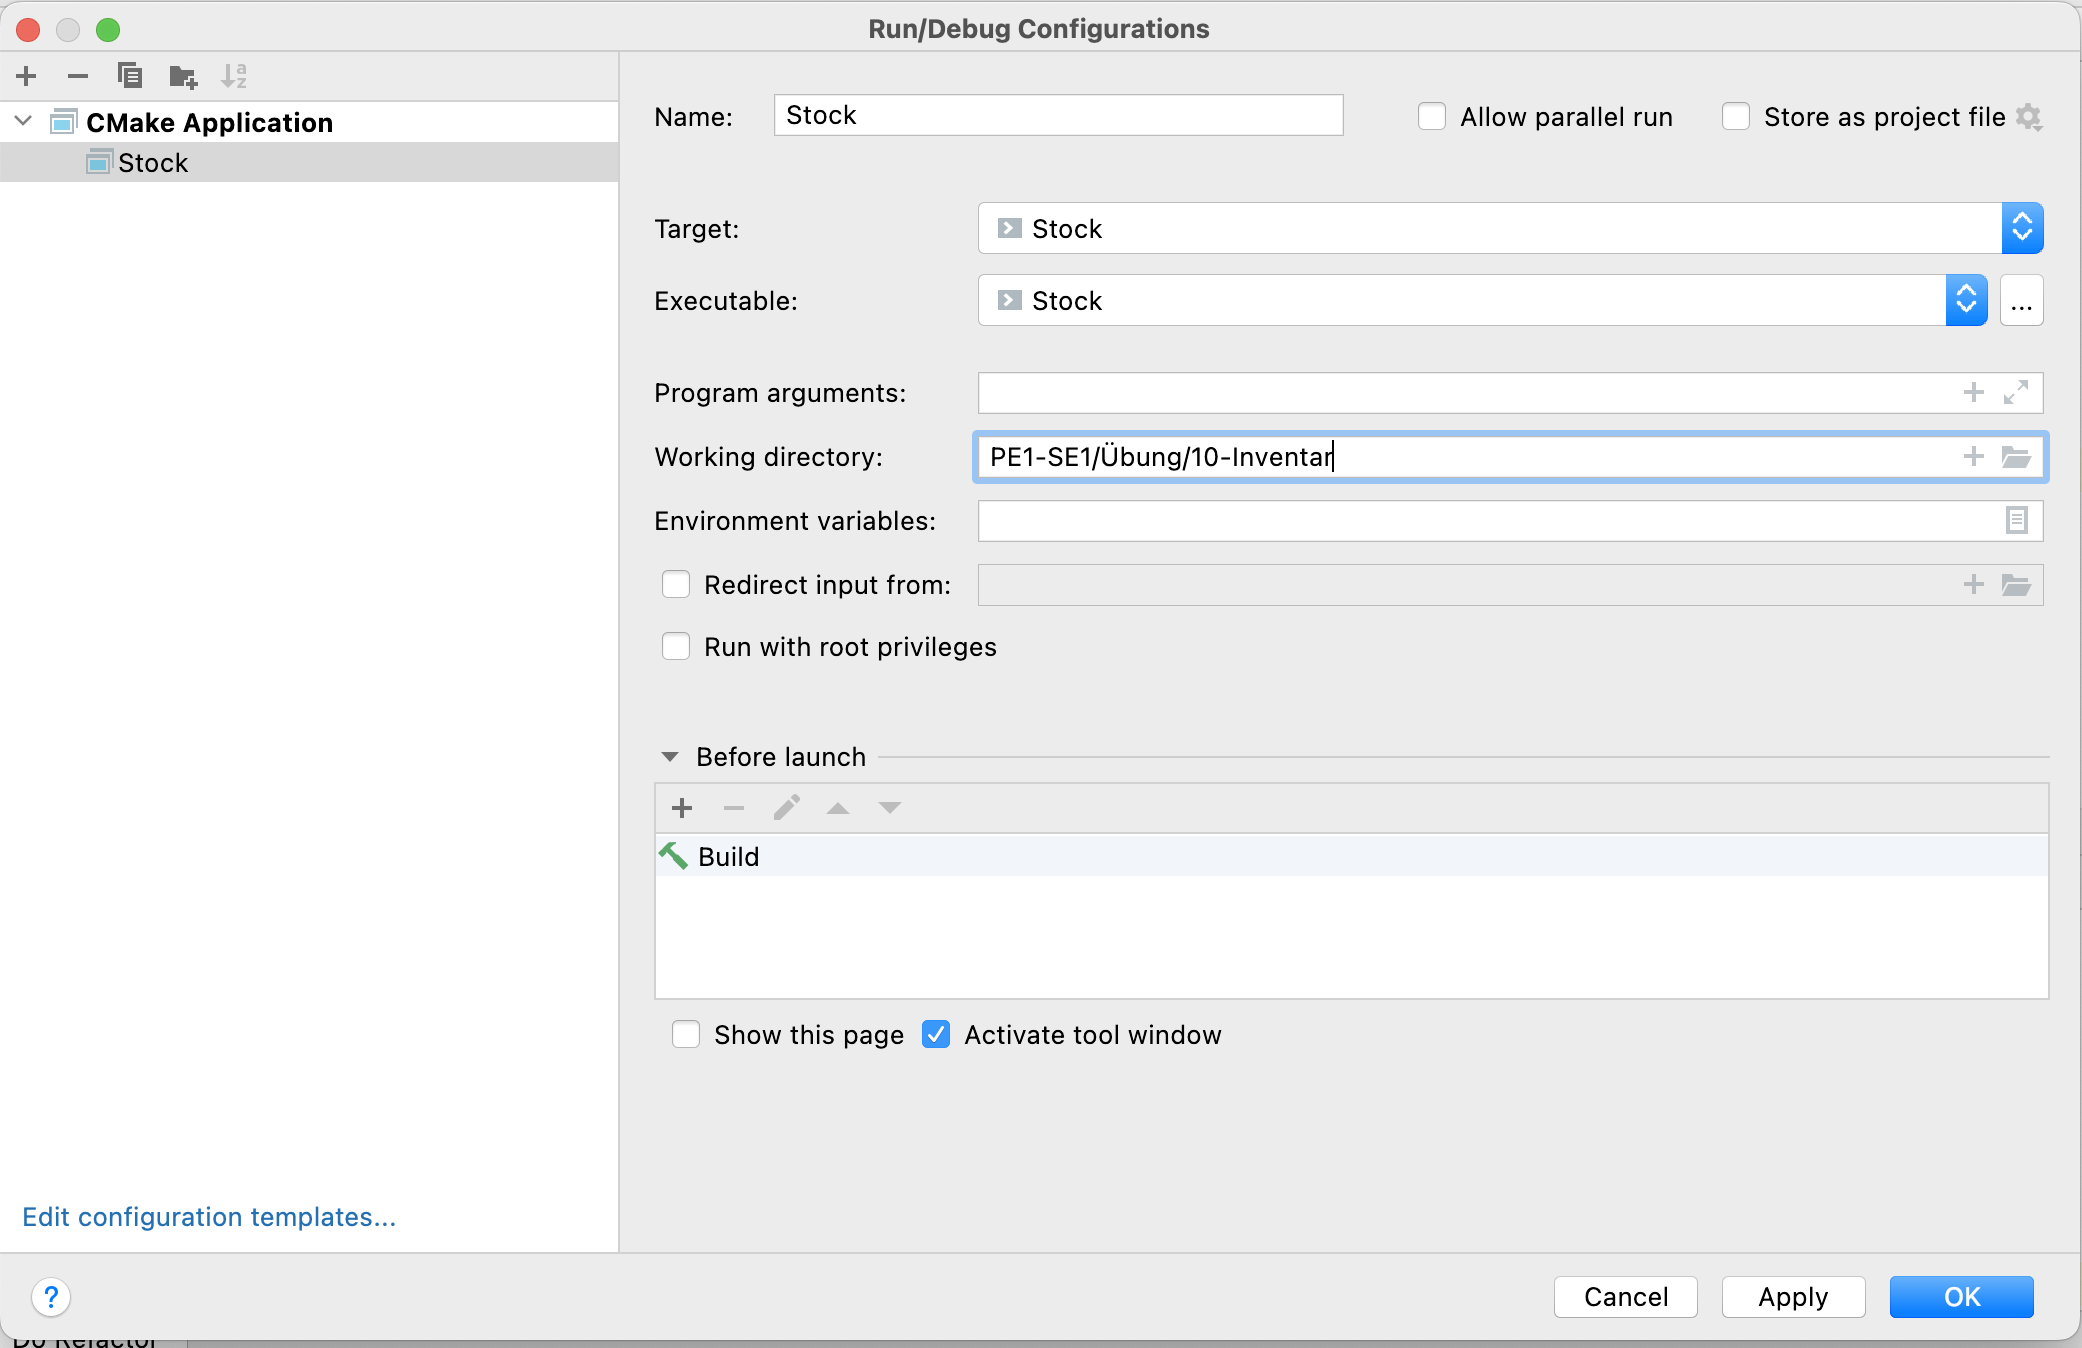 Run/Debug Configurations
CMake Application
Stock
Name: Stock Allow parallel run Store as project file
Target: Stock
Executable: Stock ...
Program arguments:
Working directory: PE1-SE1/Übung/10-Inventar
Environment variables:
Redirect input from:
Run with root privileges
Before launch
Build
Show this page Activate tool window
Edit configuration templates...
? Cancel Apply OK
Do Refactor